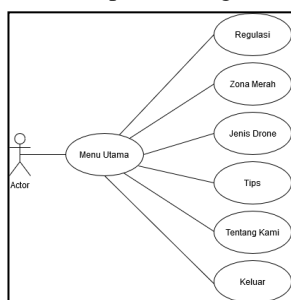 Regulasi
Zona Merah
Jenis Drone
Menu Utama
Actor
Tips
Tentang Kami
Keluar